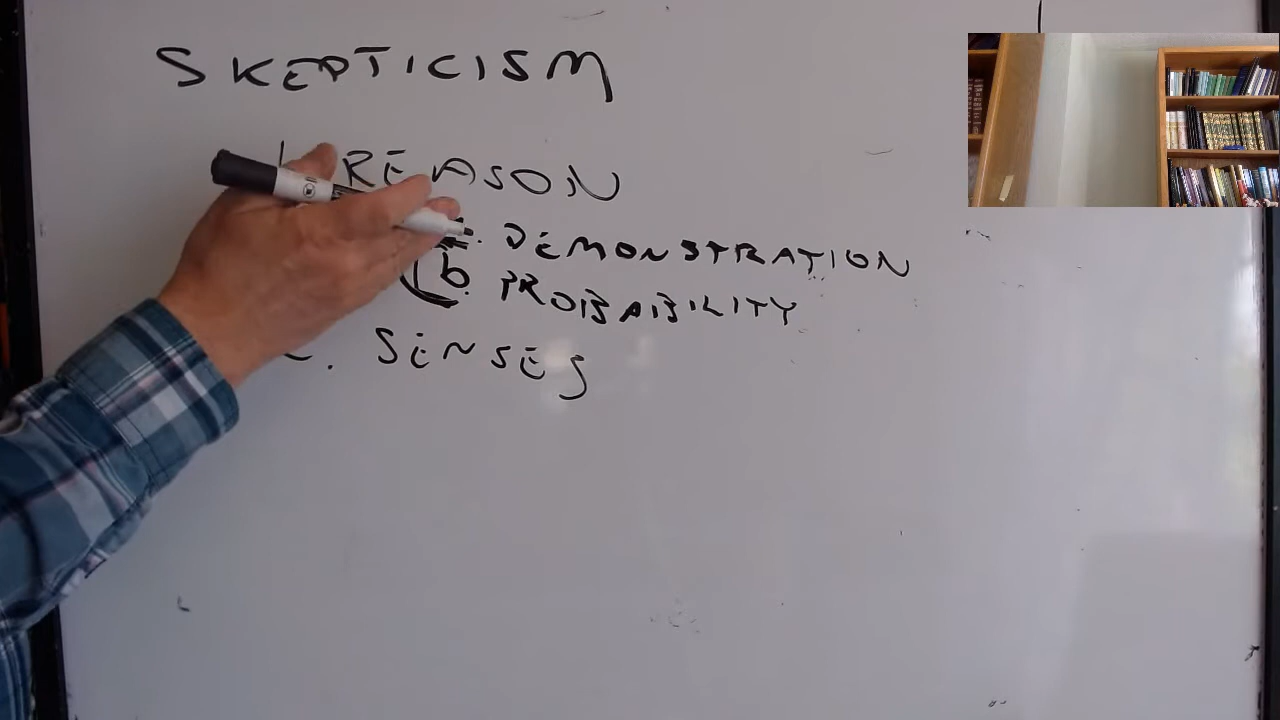 SKEPTICISM
REASON
DEMONSTRATION
b. PROBABILITY
SENSES